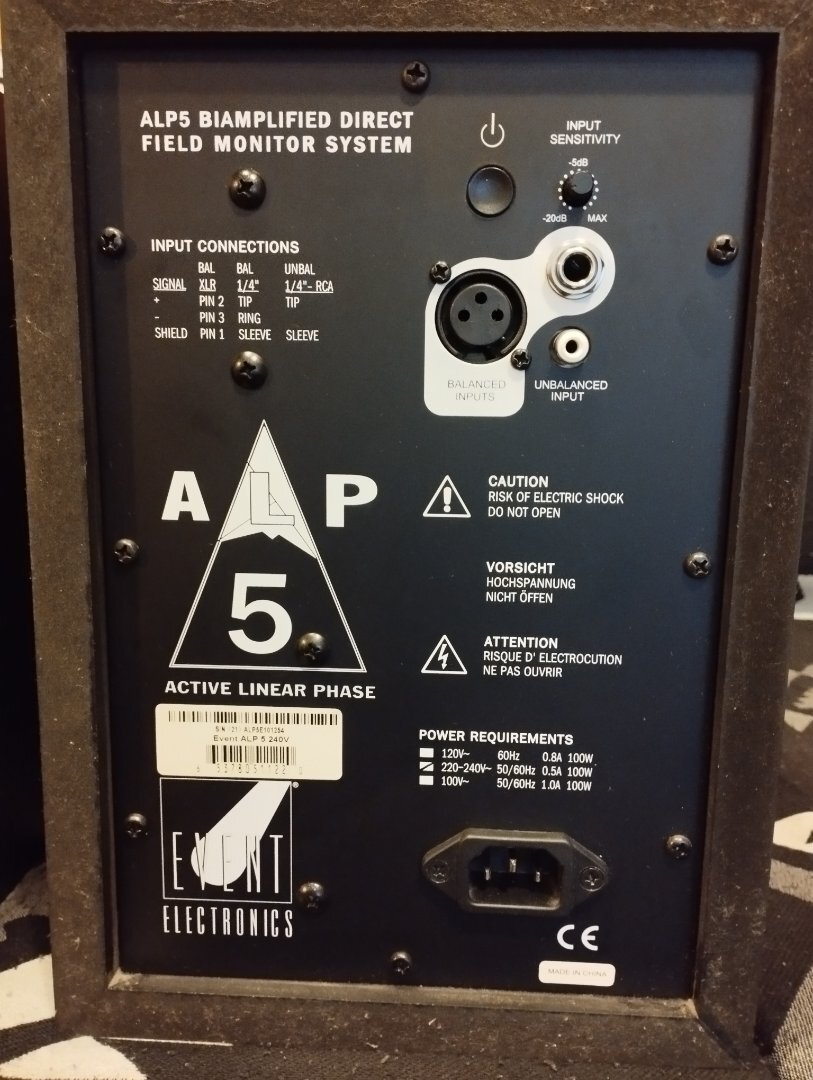 ALP5 BIAMPLIFIED DIRECT
FIELD MONITOR SYSTEM
INPUT
SENSITIVITY
-5dB
-20dB MAX
INPUT CONNECTIONS
BAL BAL UNBAL
SIGNAL XLR 1/4" 1/4"- RCA
+ PIN 2 TIP TIP
- PIN 3 RING
SHIELD PIN 1 SLEEVE SLEEVE
BALANCED
INPUTS
UNBALANCED
INPUT
ALP
5
ACTIVE LINEAR PHASE
CAUTION
RISK OF ELECTRIC SHOCK
DO NOT OPEN
VORSICHT
HOCHSPANNUNG
NICHT ÖFFEN
ATTENTION
RISQUE D' ELECTROCUTION
NE PAS OUVRIR
Event ALP 5 240V
POWER REQUIREMENTS
120V~ 60Hz 0.8A 100W
220-240V~ 50/60Hz 0.5A 100W
100V~ 50/60Hz 1.0A 100W
EVENT®
ELECTRONICS
CE
MADE IN CHINA